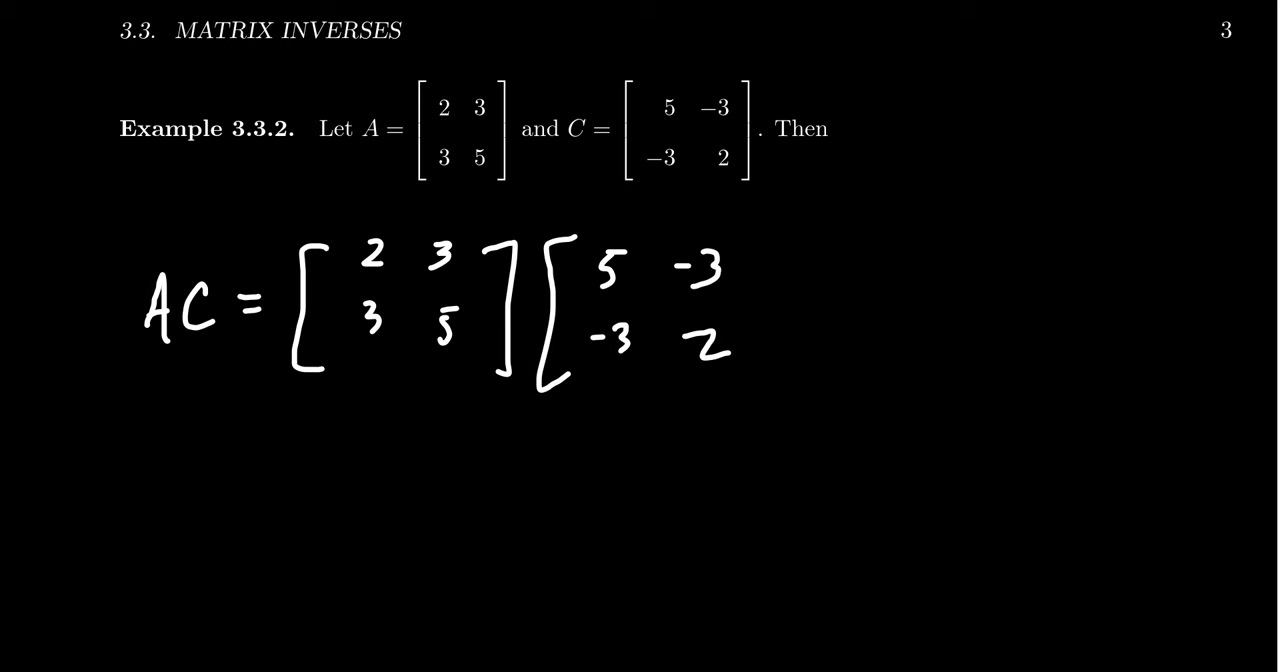 3.3. MATRIX INVERSES 3
Example 3.3.2. Let A = [ 2 3 ; 3 5 ] and C = [ 5 −3 ; −3 2 ]. Then
AC = [ 2 3 ; 3 5 ] [ 5 -3 ; -3 2